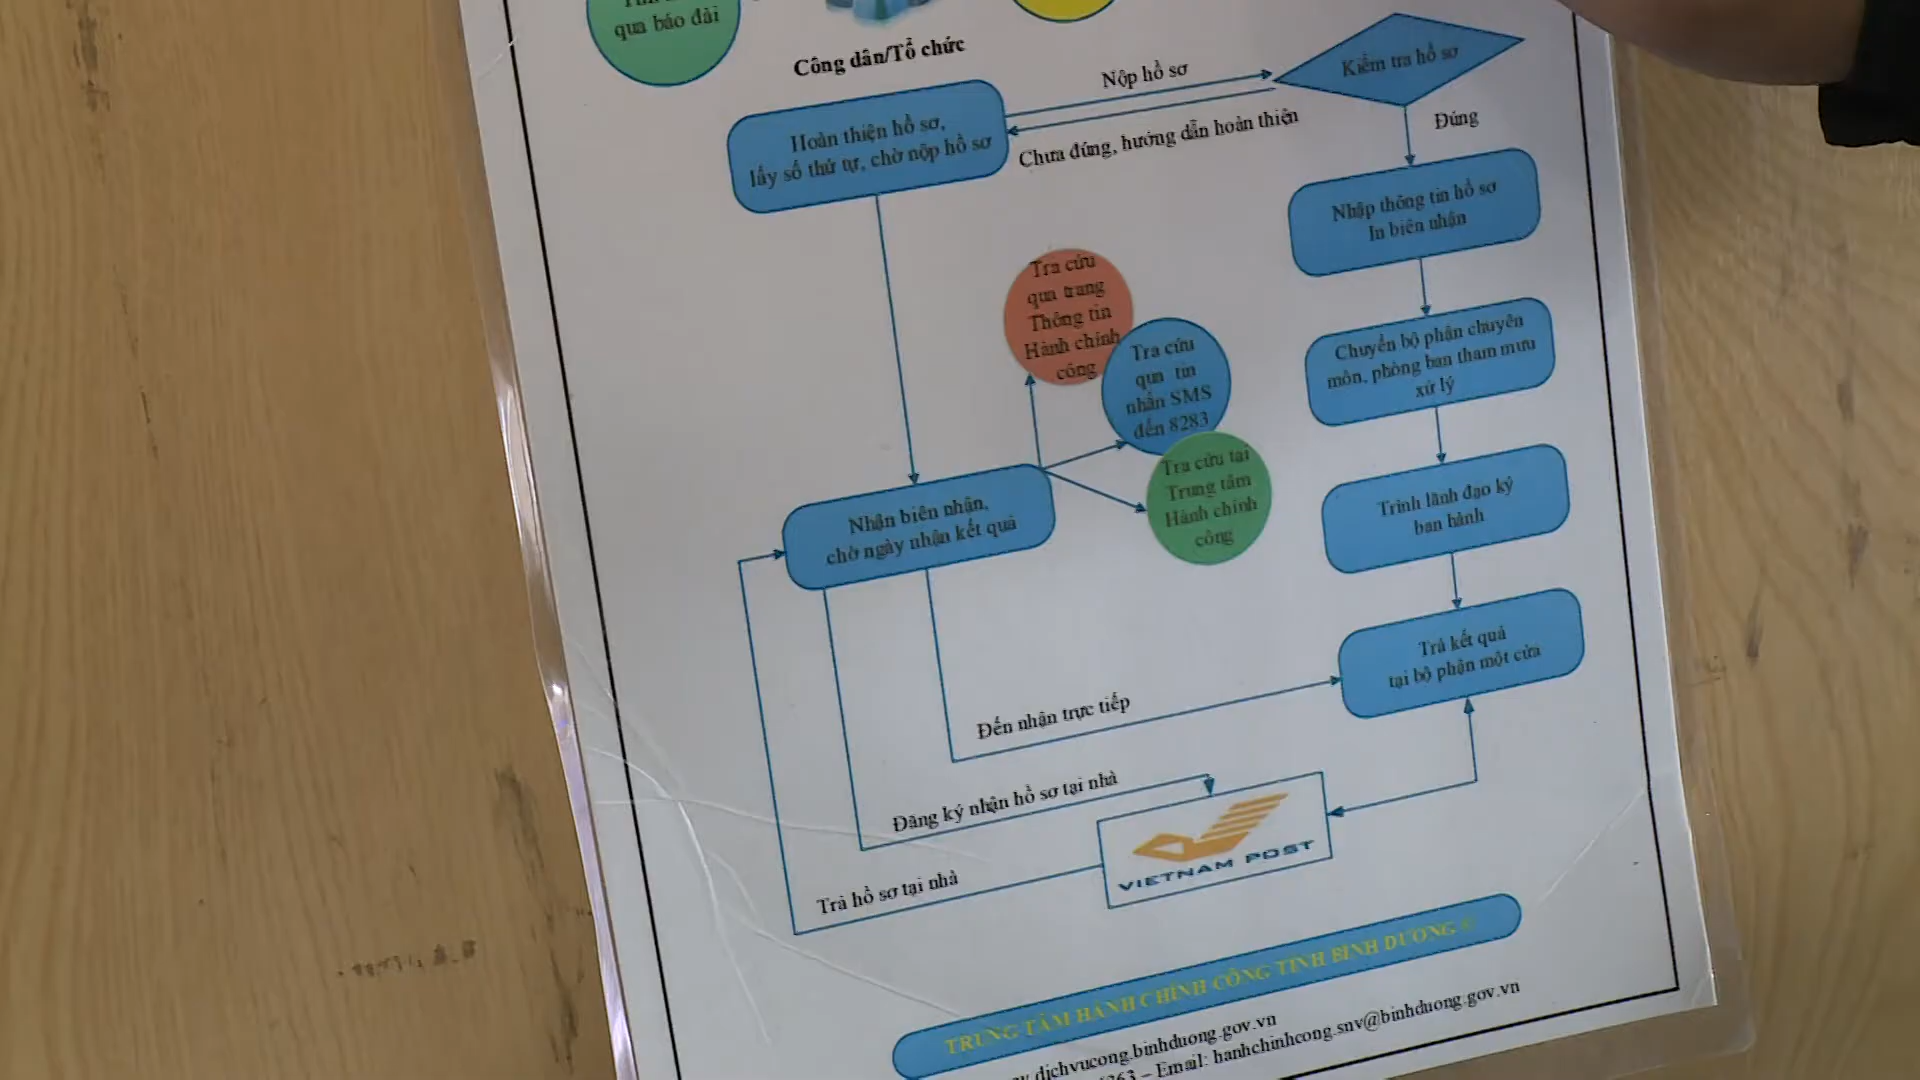 qua báo đài
Công dân/Tổ chức
Hoàn thiện hồ sơ,
lấy số thứ tự, chờ nộp hồ sơ
Nộp hồ sơ
Chưa đúng, hướng dẫn hoàn thiện
Kiểm tra hồ sơ
Đúng
Nhập thông tin hồ sơ
In biên nhận
Chuyển bộ phận chuyên
môn, phòng ban tham mưu
xử lý
Trình lãnh đạo ký
ban hành
Trả kết quả
tại bộ phận một cửa
Tra cứu
qua trang
Thông tin
Hành chính
công
Tra cứu
qua tin
nhắn SMS
đến 8283
Tra cứu tại
Trung tâm
Hành chính
công
Nhận biên nhận,
chờ ngày nhận kết quả
Đến nhận trực tiếp
Đăng ký nhận hồ sơ tại nhà
Trả hồ sơ tại nhà
VIETNAM POST
TRUNG TÂM HÀNH CHÍNH CÔNG TỈNH BÌNH DƯƠNG ®
dichvucong.binhduong.gov.vn
– Email: hanhchinhcong.snv@binhduong.gov.vn